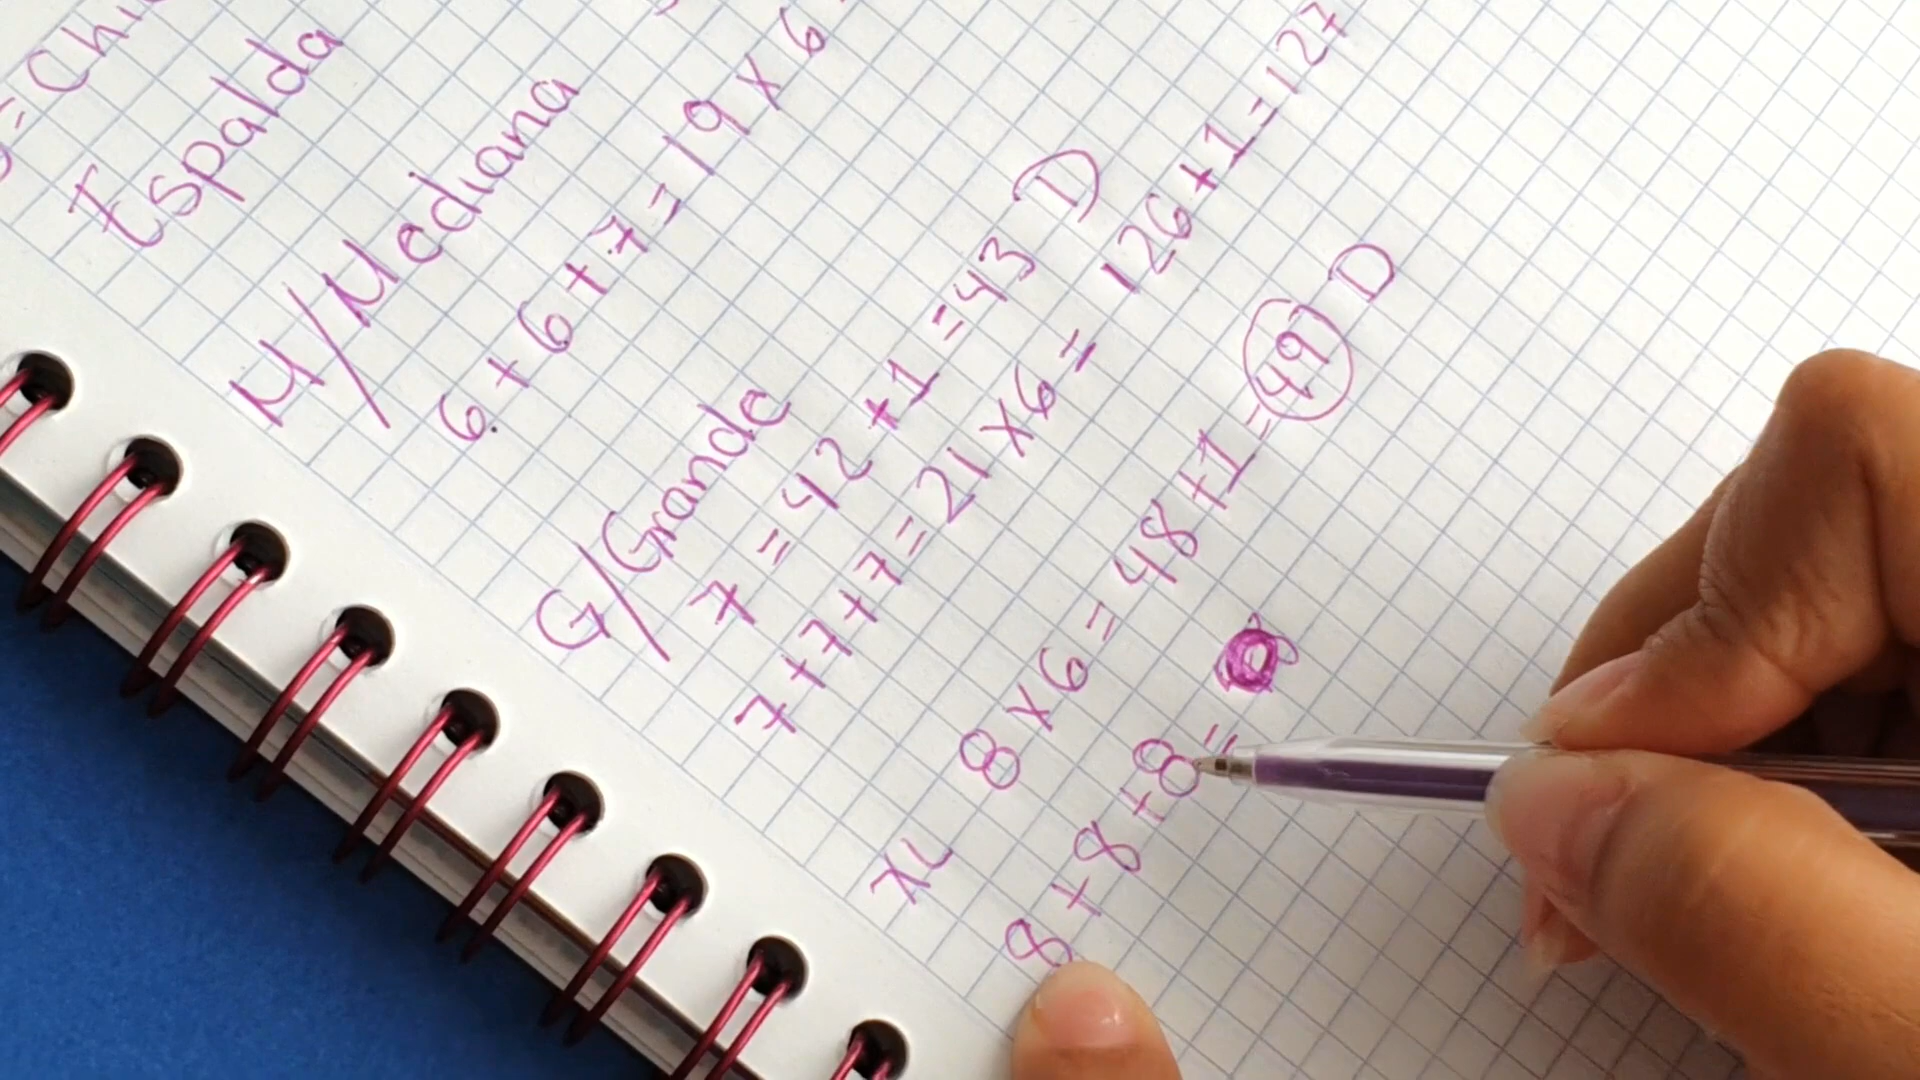 = Chi
Espalda
M/Mediana
6+6+7=19x6
G/Grande
7=42+1=43 D
7+7+7=21x6=126+1=127
XL
8x6=48+1=49 D
8+8+8=